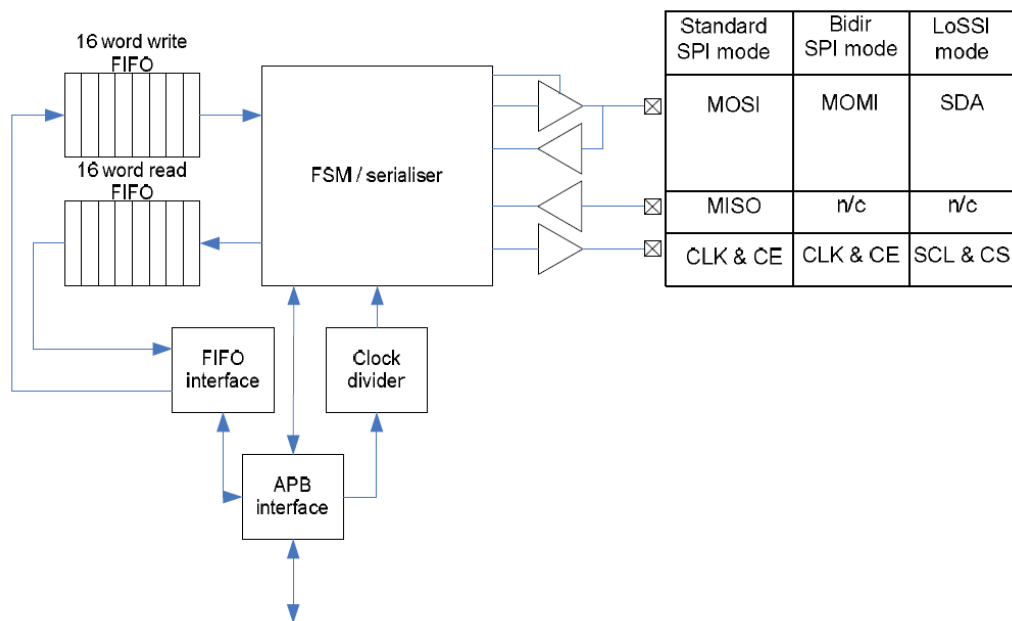 16 word write
FIFO
16 word read
FIFO
FSM / serialiser
FIFO
interface
Clock
divider
APB
interface
Standard
SPI mode
Bidir
SPI mode
LoSSI
mode
MOSI
MOMI
SDA
MISO
n/c
n/c
CLK & CE
CLK & CE
SCL & CS